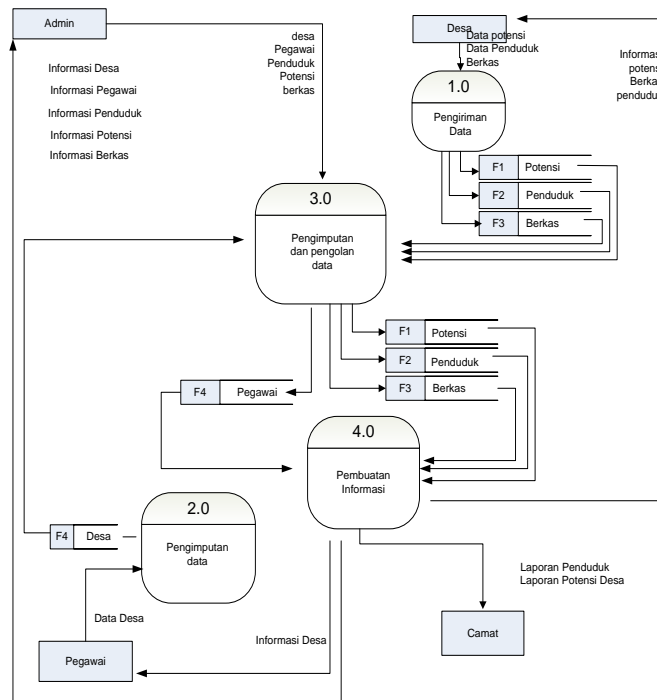 Admin
desa
Pegawai
Penduduk
Potensi
berkas
Desa
Data potensi
Data Penduduk
Berkas
Informasi Desa
Informasi Pegawai
Informasi Penduduk
Informasi Potensi
Informasi Berkas
1.0
Pengiriman
Data
F1 Potensi
F2 Penduduk
F3 Berkas
3.0
Pengimputan
dan pengolan
data
F1 Potensi
F2 Penduduk
F3 Berkas
F4 Pegawai
4.0
Pembuatan
Informasi
2.0
Pengimputan
data
F4 Desa
Data Desa
Pegawai
Informasi Desa
Laporan Penduduk
Laporan Potensi Desa
Camat